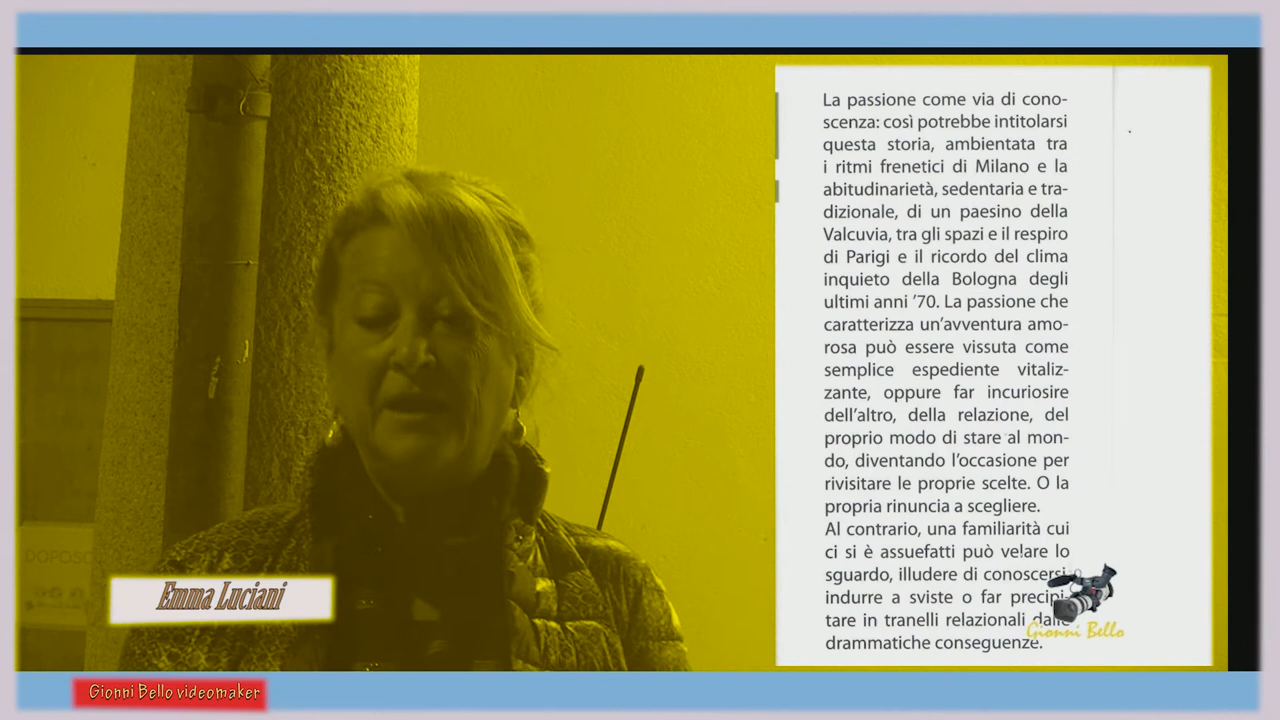 La passione come via di cono-
scenza: così potrebbe intitolarsi
questa storia, ambientata tra
i ritmi frenetici di Milano e la
abitudinarietà, sedentaria e tra-
dizionale, di un paesino della
Valcuvia, tra gli spazi e il respiro
di Parigi e il ricordo del clima
inquieto della Bologna degli
ultimi anni ’70. La passione che
caratterizza un’avventura amo-
rosa può essere vissuta come
semplice espediente vitaliz-
zante, oppure far incuriosire
dell’altro, della relazione, del
proprio modo di stare al mon-
do, diventando l’occasione per
rivisitare le proprie scelte. O la
propria rinuncia a scegliere.
Al contrario, una familiarità cui
ci si è assuefatti può velare lo
sguardo, illudere di conoscersi,
indurre a sviste o far precipi-
tare in tranelli relazionali dalle
drammatiche conseguenze.
Gionni Bello
DOPOSC
Emma Luciani
Gionni Bello videomaker